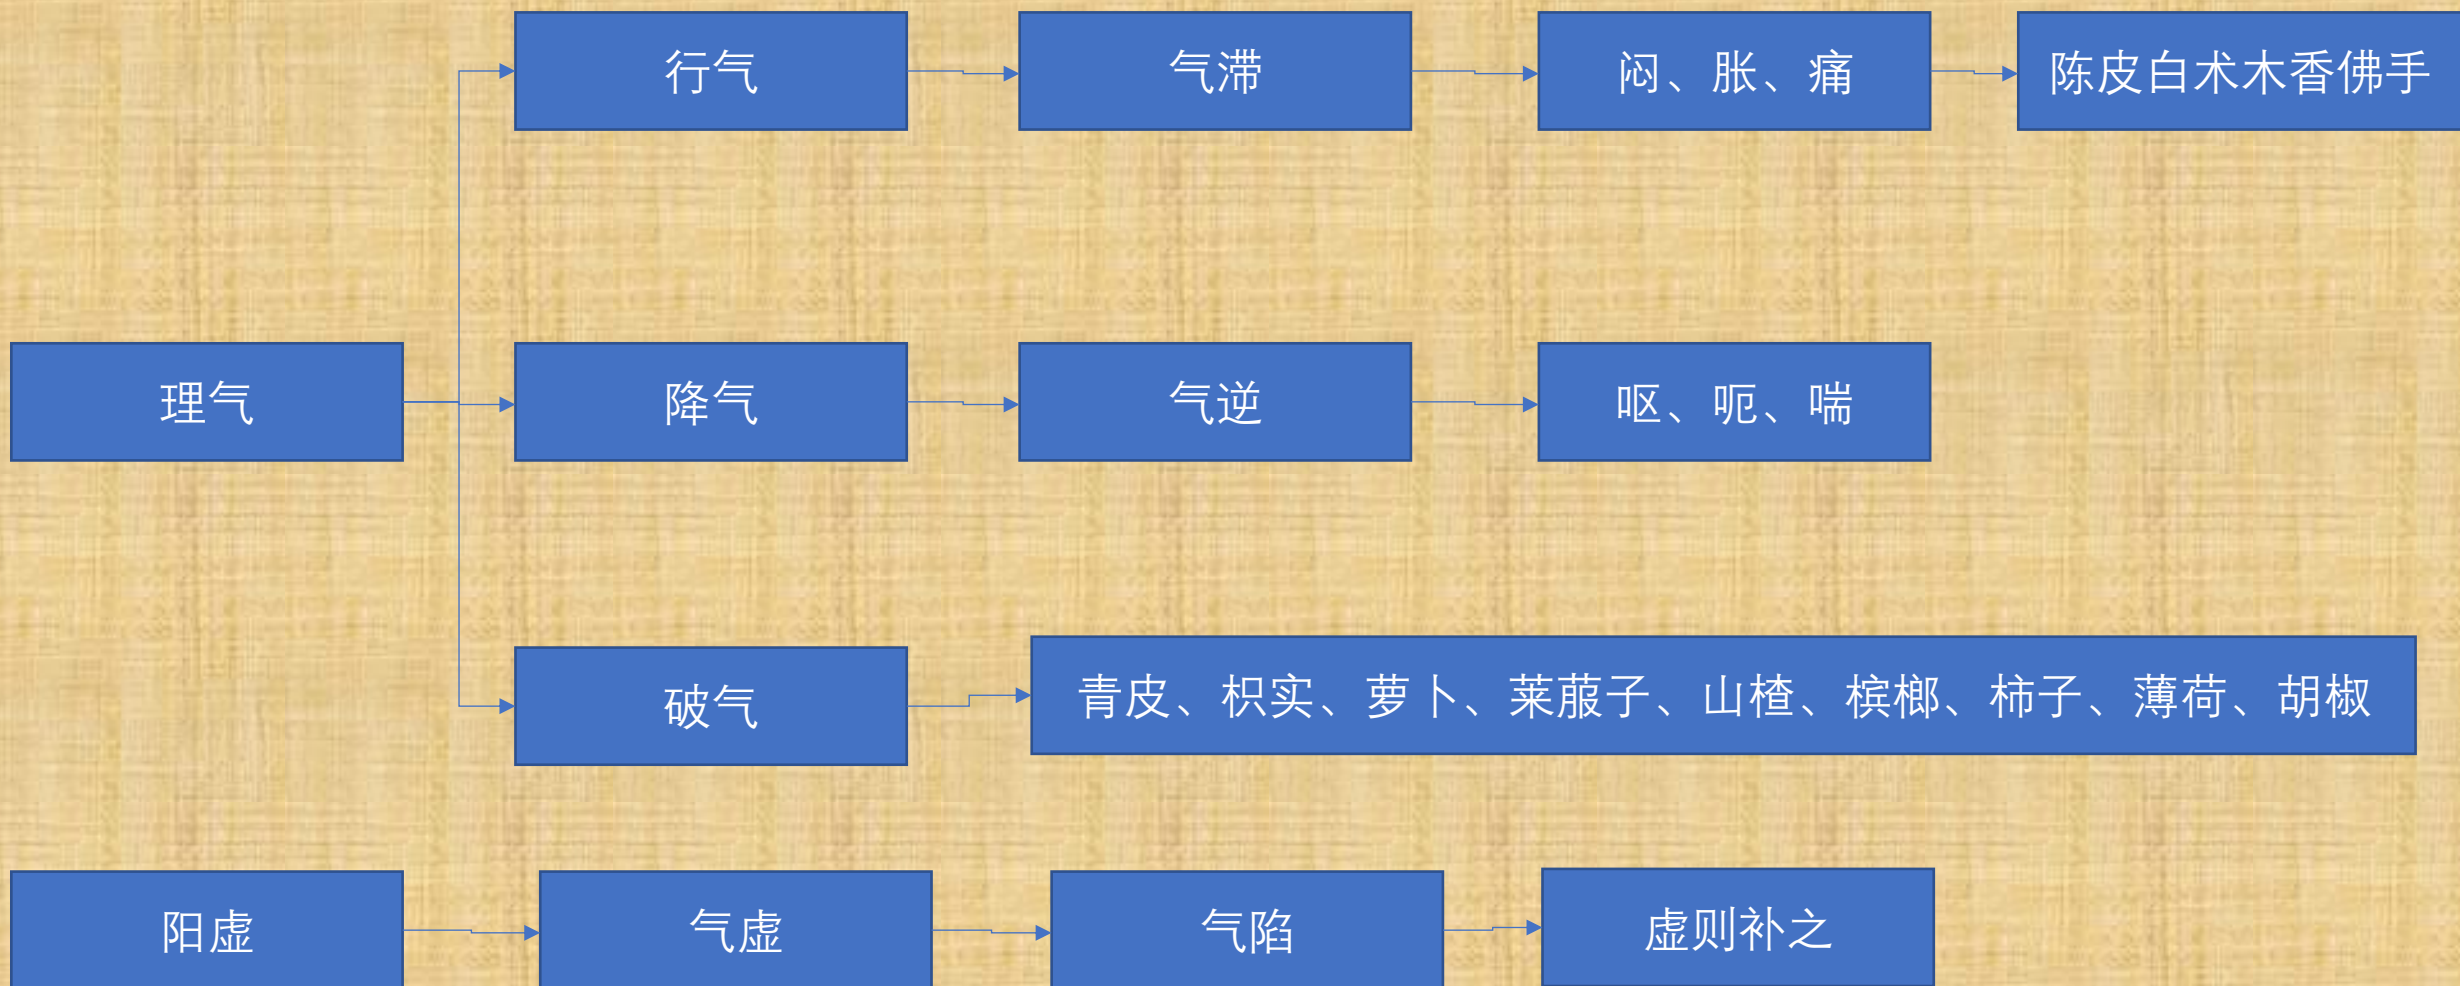 行气
气滞
闷、胀、痛
陈皮白术木香佛手
理气
降气
气逆
呕、呃、喘
破气
青皮、枳实、萝卜、莱菔子、山楂、槟榔、柿子、薄荷、胡椒
阳虚
气虚
气陷
虚则补之